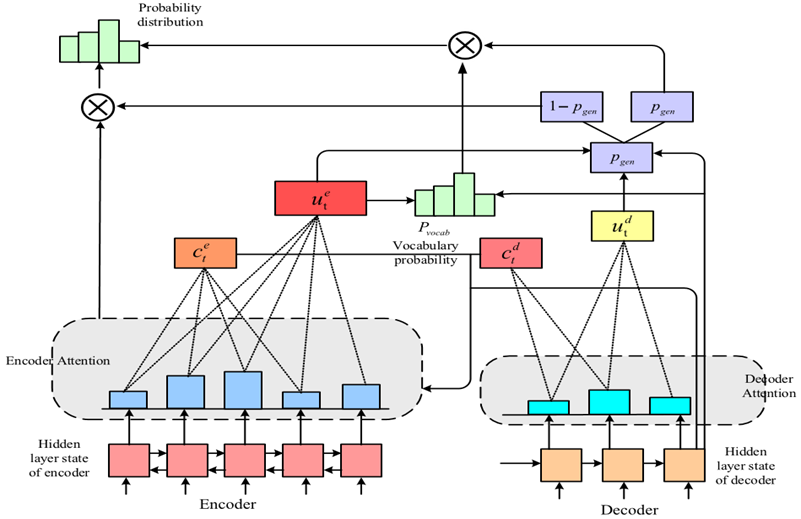 Probability
distribution
1− p_gen
p_gen
p_gen
u_t^e
P_vocab
Vocabulary
probability
u_t^d
c_t^e
c_t^d
Encoder Attention
Decoder
Attention
Hidden
layer state
of encoder
Hidden
layer state
of decoder
Encoder
Decoder